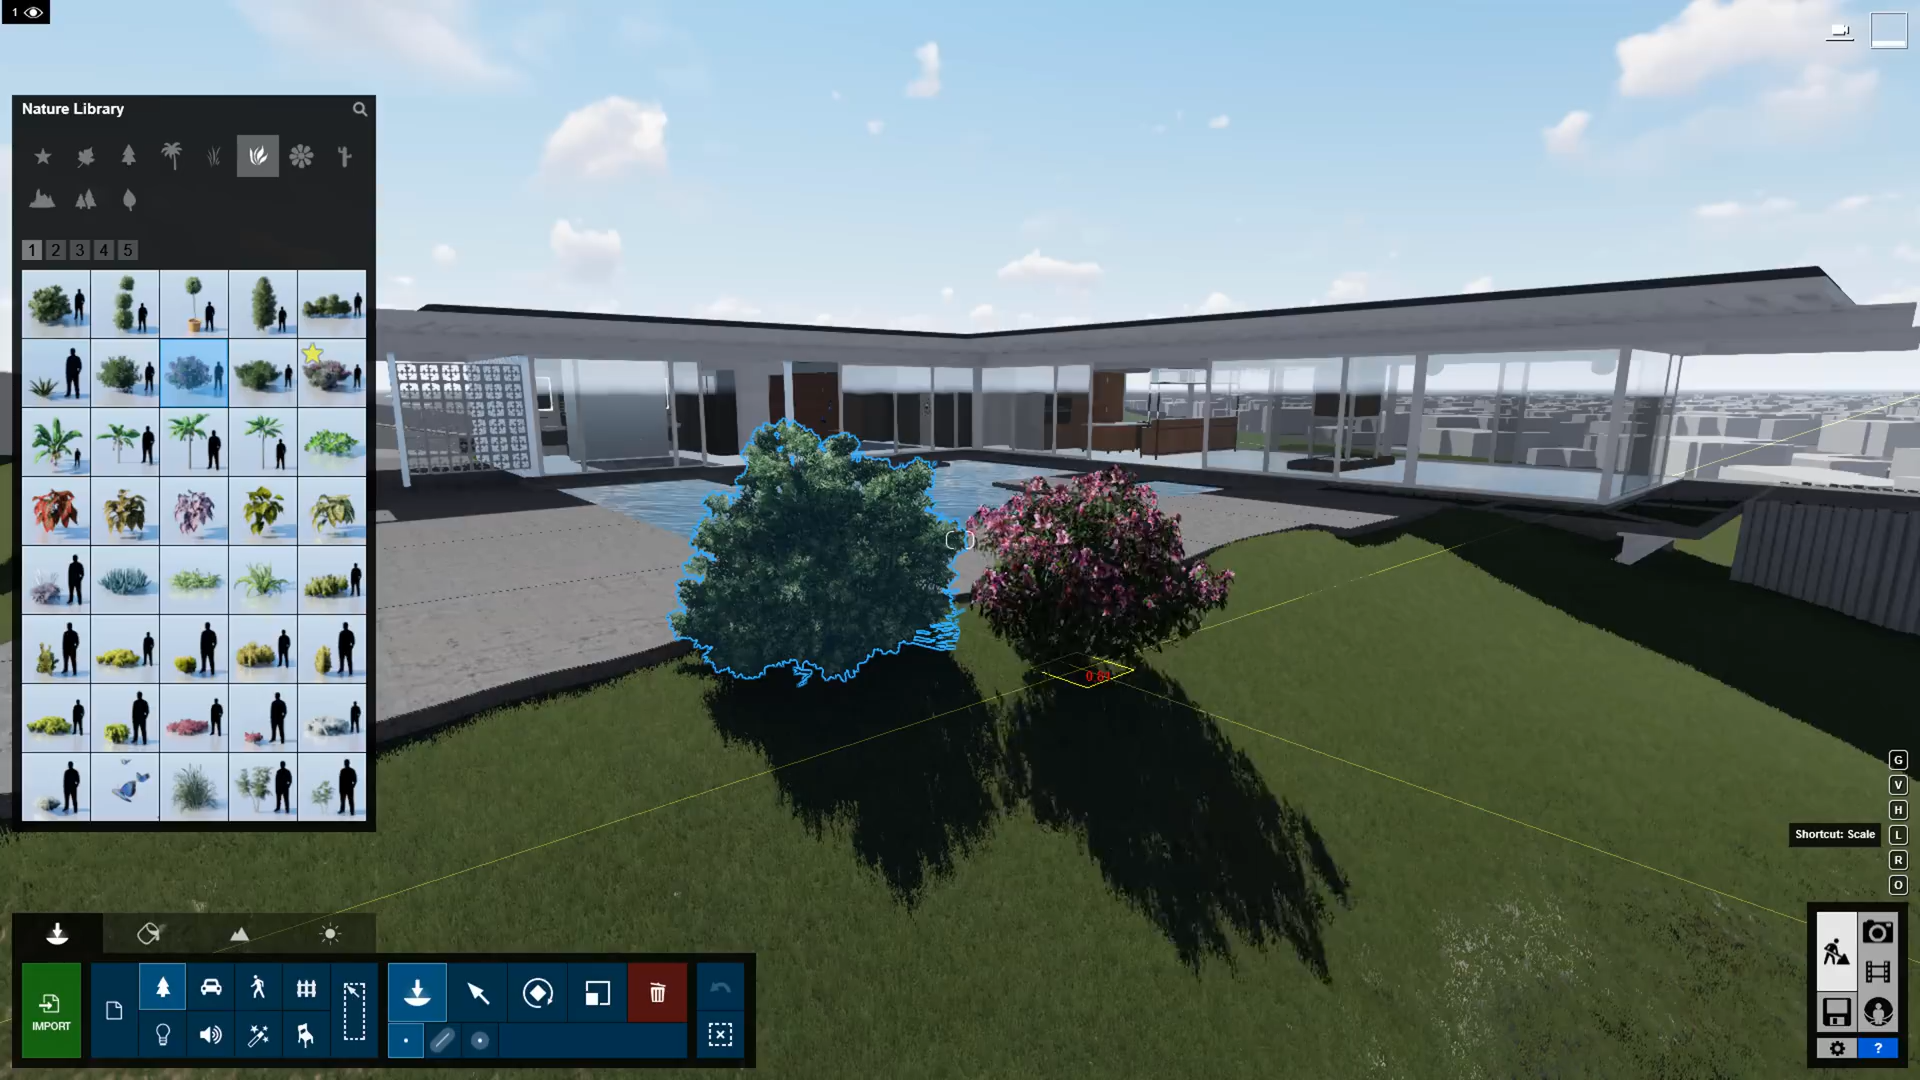 1
Nature Library
1 2 3 4 5
G
V
H
Shortcut: Scale L
R
O
IMPORT
?